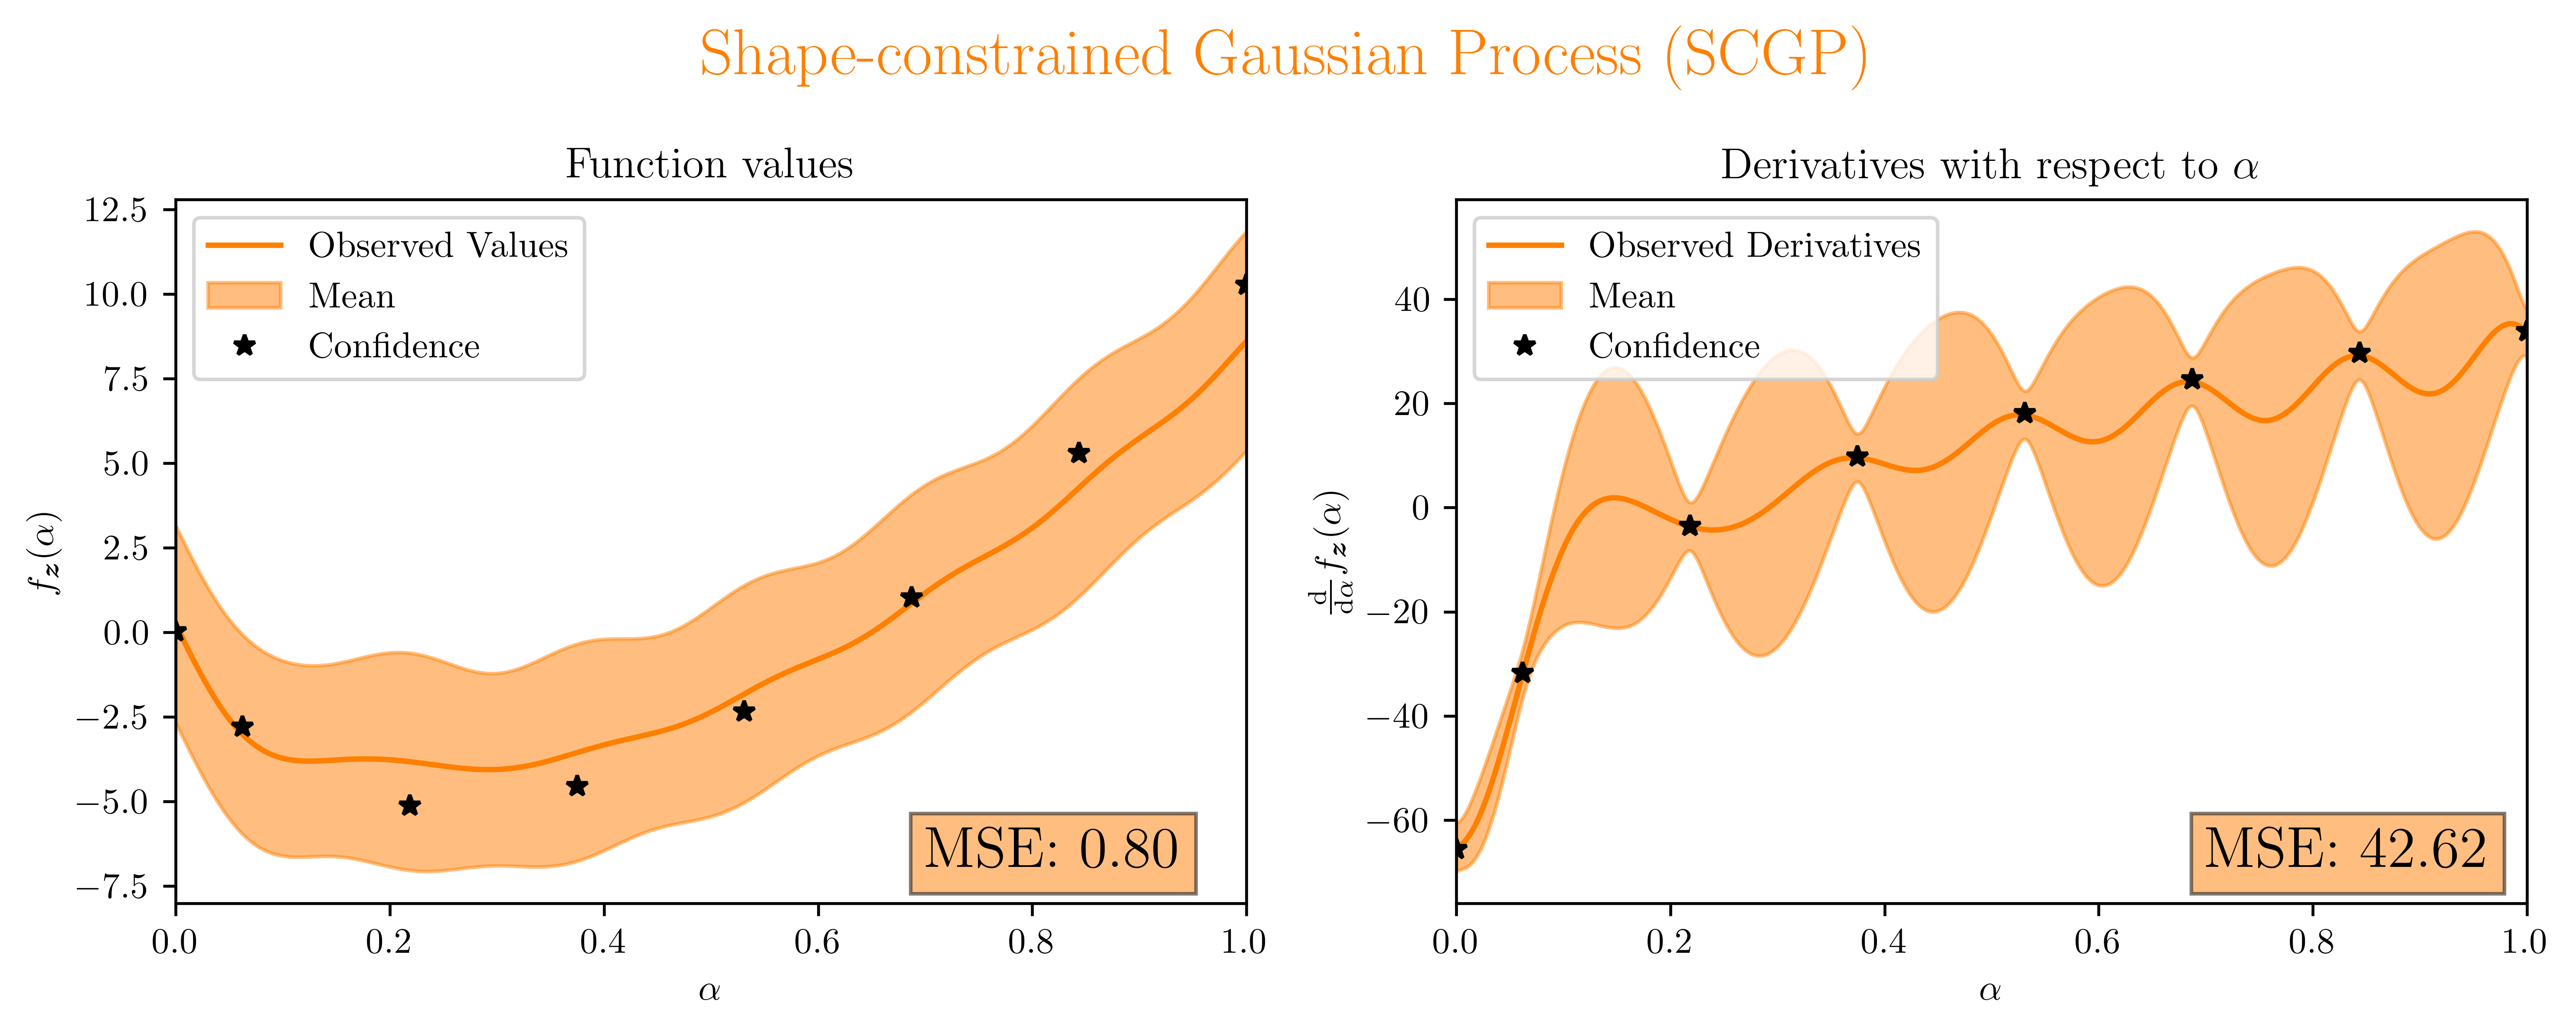 Shape-constrained Gaussian Process (SCGP)
Function values
12.5
10.0
7.5
5.0
2.5
0.0
−2.5
−5.0
−7.5
f_z(α)
Observed Values
Mean
Confidence
MSE: 0.80
0.0 0.2 0.4 0.6 0.8 1.0
α
Derivatives with respect to α
40
20
0
−20
−40
−60
d/dα f_z(α)
Observed Derivatives
Mean
Confidence
MSE: 42.62
0.0 0.2 0.4 0.6 0.8 1.0
α